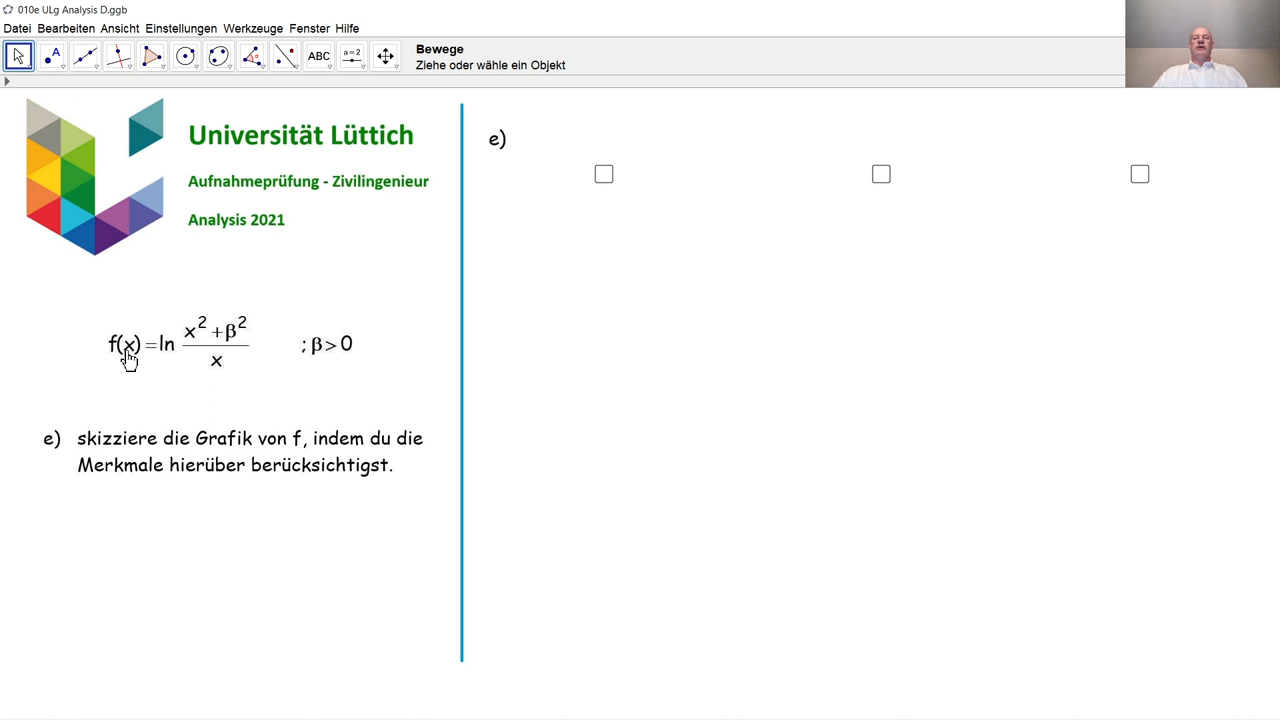 010e ULg Analysis D.ggb
Datei Bearbeiten Ansicht Einstellungen Werkzeuge Fenster Hilfe
A
ABC
a=2
Bewege
Ziehe oder wähle ein Objekt
Universität Lüttich
Aufnahmeprüfung - Zivilingenieur
Analysis 2021
f(x) = ln (x² + β²)/x ; β > 0
e) skizziere die Grafik von f, indem du die
Merkmale hierüber berücksichtigst.
e)